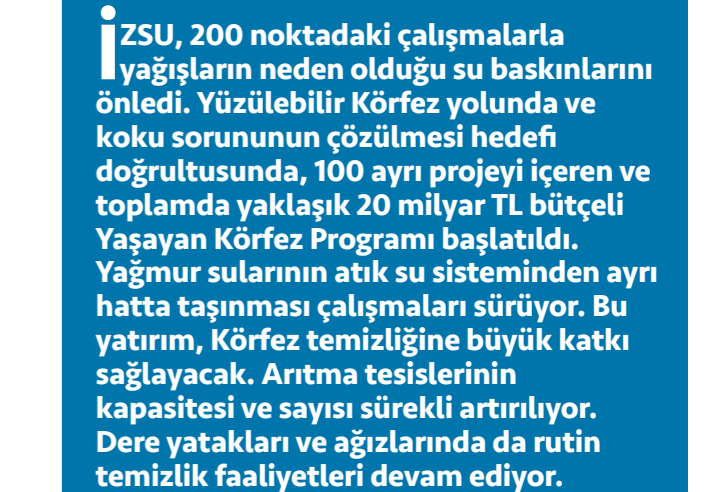 İZSU, 200 noktadaki çalışmalarla
yağışların neden olduğu su baskınlarını
önledi. Yüzülebilir Körfez yolunda ve
koku sorununun çözülmesi hedefi
doğrultusunda, 100 ayrı projeyi içeren ve
toplamda yaklaşık 20 milyar TL bütçeli
Yaşayan Körfez Programı başlatıldı.
Yağmur sularının atık su sisteminden ayrı
hatta taşınması çalışmaları sürüyor. Bu
yatırım, Körfez temizliğine büyük katkı
sağlayacak. Arıtma tesislerinin
kapasitesi ve sayısı sürekli artırılıyor.
Dere yatakları ve ağızlarında da rutin
temizlik faaliyetleri devam ediyor.